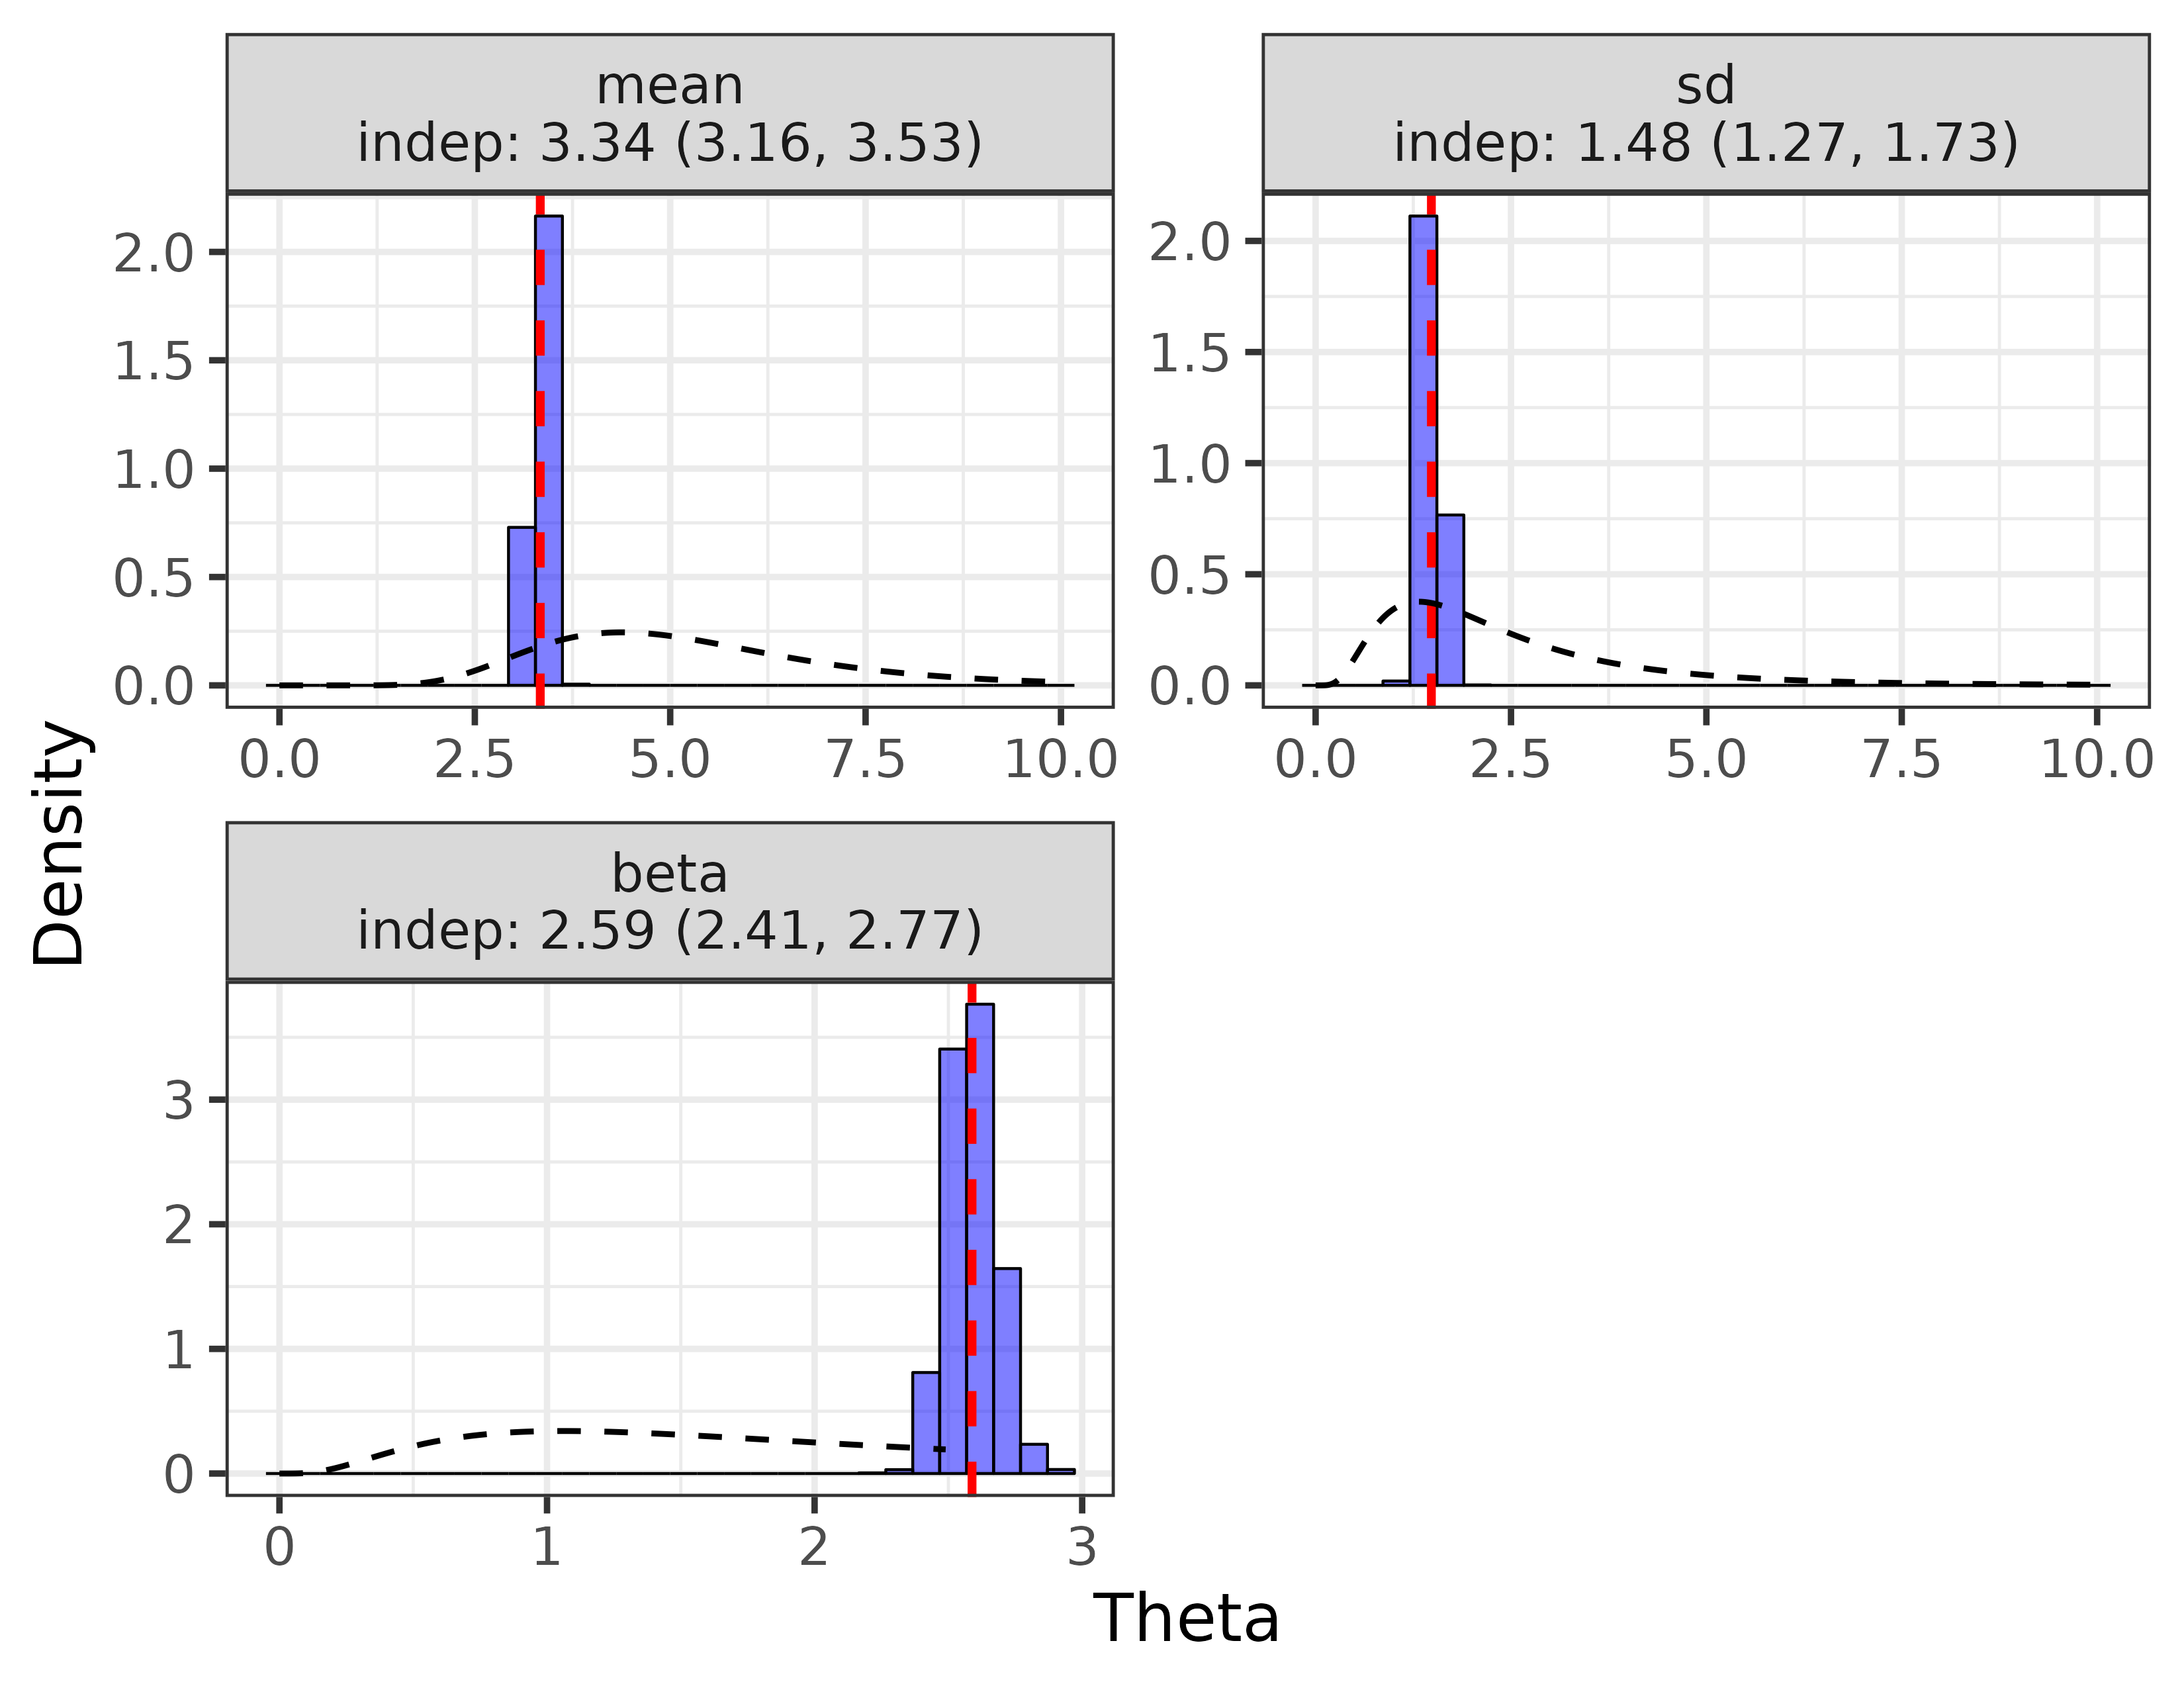 mean
indep: 3.34 (3.16, 3.53)
sd
indep: 1.48 (1.27, 1.73)
2.0
1.5
1.0
0.5
0.0
0.0 2.5 5.0 7.5 10.0
2.0
1.5
1.0
0.5
0.0
0.0 2.5 5.0 7.5 10.0
Density
beta
indep: 2.59 (2.41, 2.77)
3
2
1
0
0 1 2 3
Theta